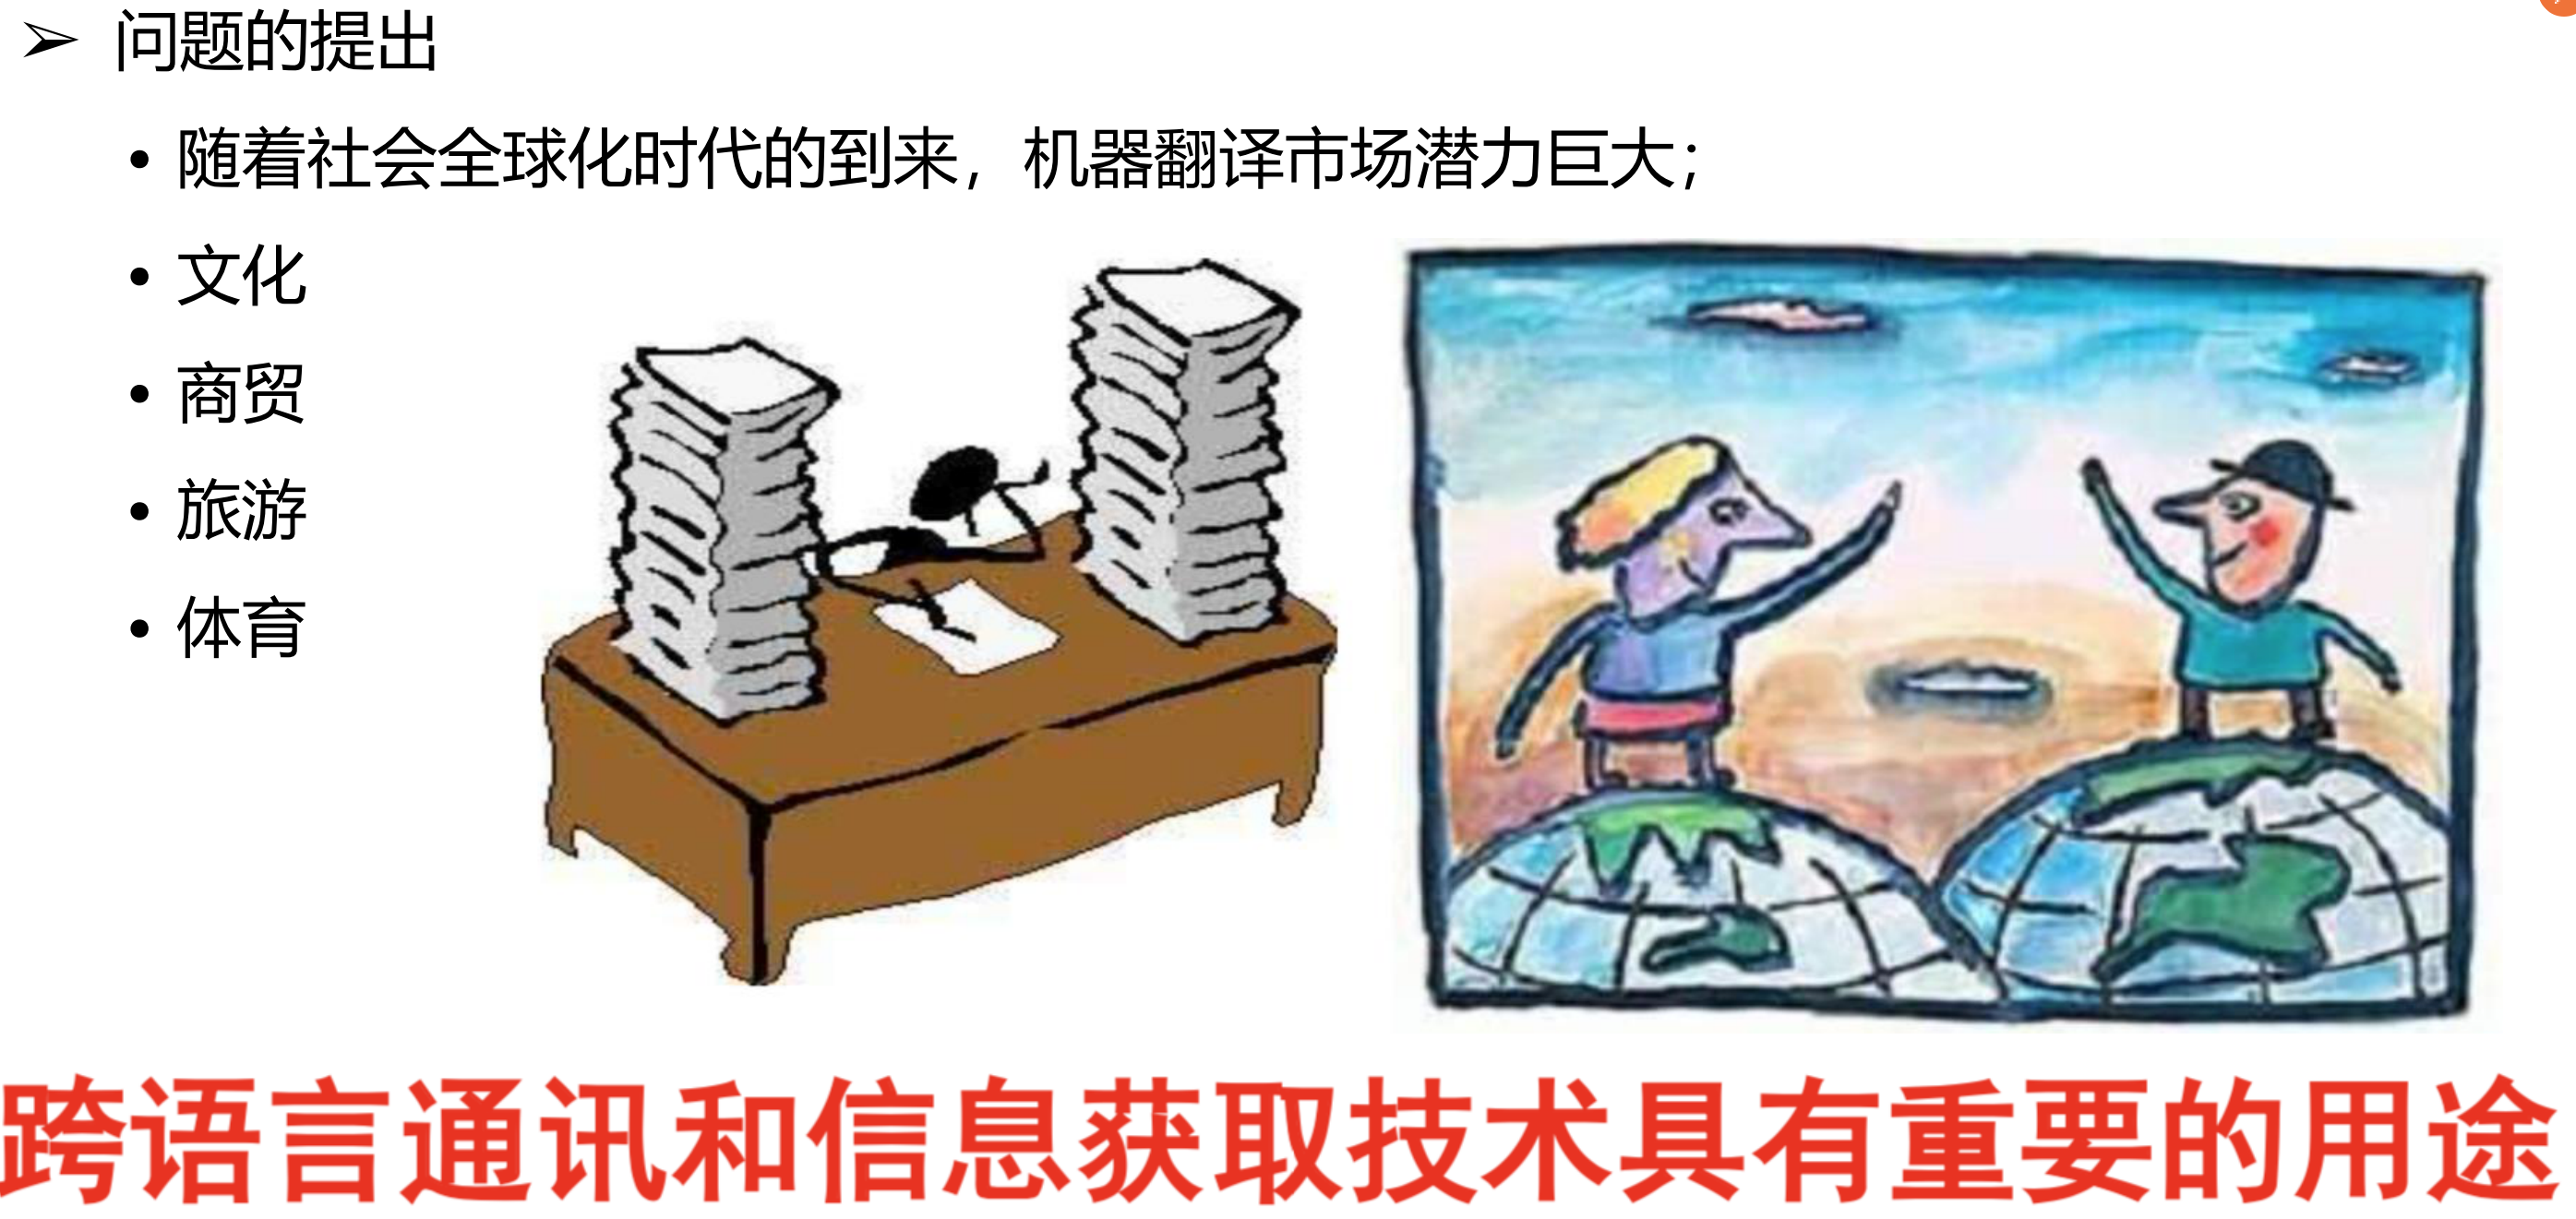 ➢ 问题的提出
• 随着社会全球化时代的到来，机器翻译市场潜力巨大；
• 文化
• 商贸
• 旅游
• 体育
跨语言通讯和信息获取技术具有重要的用途